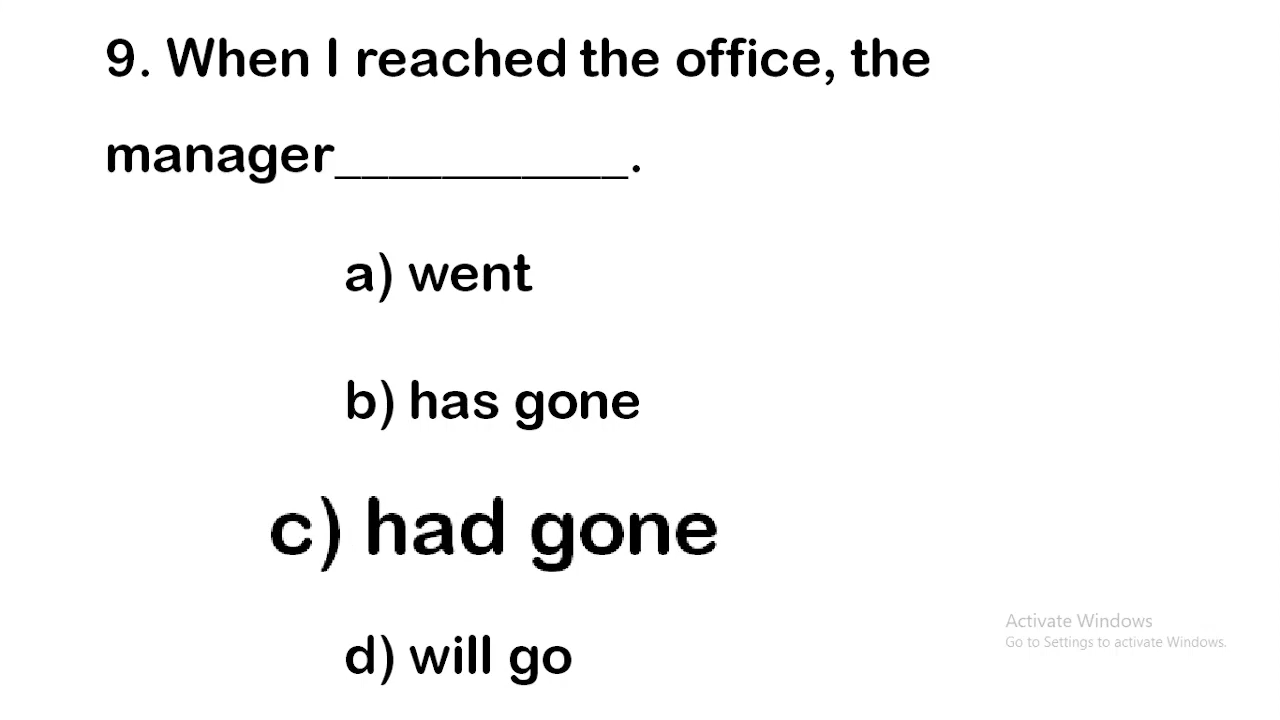 9. When I reached the office, the
manager___________.
a) went
b) has gone
c) had gone
d) will go
Activate Windows
Go to Settings to activate Windows.